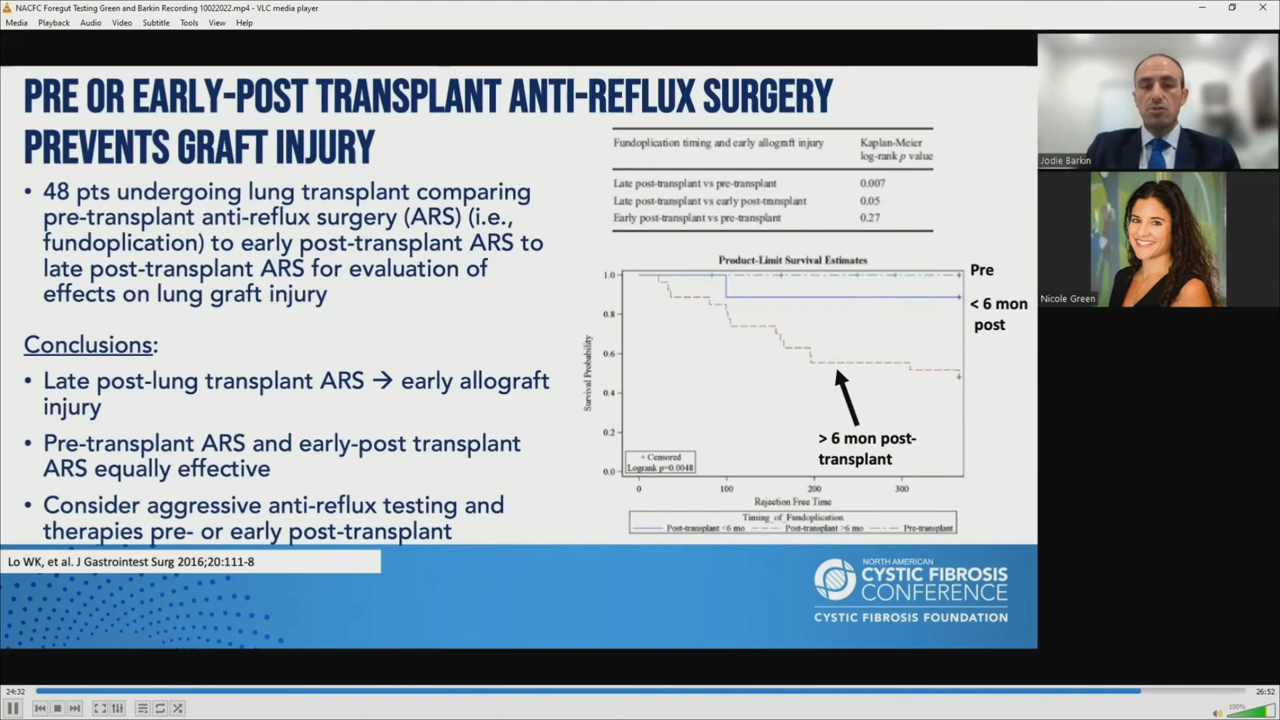 NACFC Foregut Testing Green and Barkin Recording 10022022.mp4 - VLC media player
Media Playback Audio Video Subtitle Tools View Help
PRE OR EARLY-POST TRANSPLANT ANTI-REFLUX SURGERY
PREVENTS GRAFT INJURY
• 48 pts undergoing lung transplant comparing
pre-transplant anti-reflux surgery (ARS) (i.e.,
fundoplication) to early post-transplant ARS to
late post-transplant ARS for evaluation of
effects on lung graft injury
Conclusions:
• Late post-lung transplant ARS → early allograft
injury
• Pre-transplant ARS and early-post transplant
ARS equally effective
• Consider aggressive anti-reflux testing and
therapies pre- or early post-transplant
Lo WK, et al. J Gastrointest Surg 2016;20:111-8
Fundoplication timing and early allograft injury Kaplan-Meier
log-rank p value
Late post-transplant vs pre-transplant 0.007
Late post-transplant vs early post-transplant 0.05
Early post-transplant vs pre-transplant 0.27
Product-Limit Survival Estimates
1.0
0.8
0.6
0.4
0.2
0.0
Survival Probability
Pre
< 6 mon
post
> 6 mon post-
transplant
+ Censored
Logrank p=0.0048
0 100 200 300
Rejection Free Time
Timing_of_Fundoplication
Post-transplant <6 mo Post-transplant >6 mo Pre-transplant
NORTH AMERICAN
CYSTIC FIBROSIS
CONFERENCE
CYSTIC FIBROSIS FOUNDATION
Jodie Barkin
Nicole Green
24:32 26:52
100%